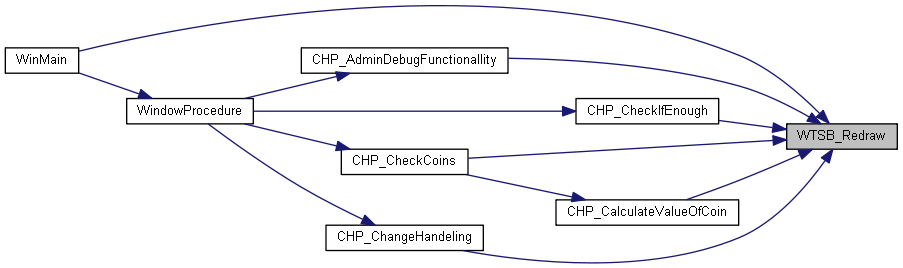 WinMain
CHP_AdminDebugFunctionallity
WindowProcedure
CHP_CheckIfEnough
WTSB_Redraw
CHP_CheckCoins
CHP_CalculateValueOfCoin
CHP_ChangeHandeling